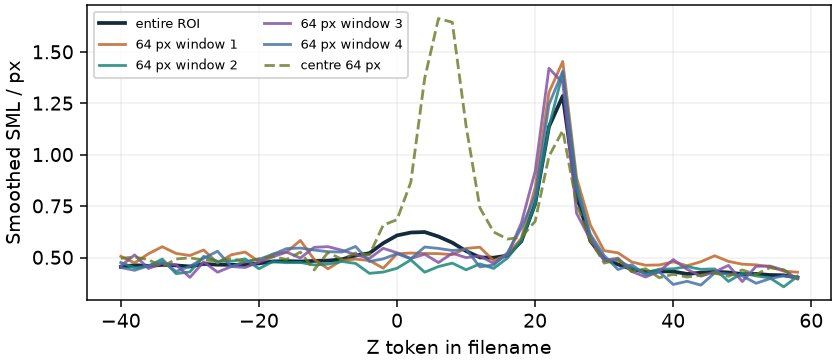 entire ROI
64 px window 1
64 px window 2
64 px window 3
64 px window 4
centre 64 px
Smoothed SML / px
1.50
1.25
1.00
0.75
0.50
−40
−20
0
20
40
60
Z token in filename